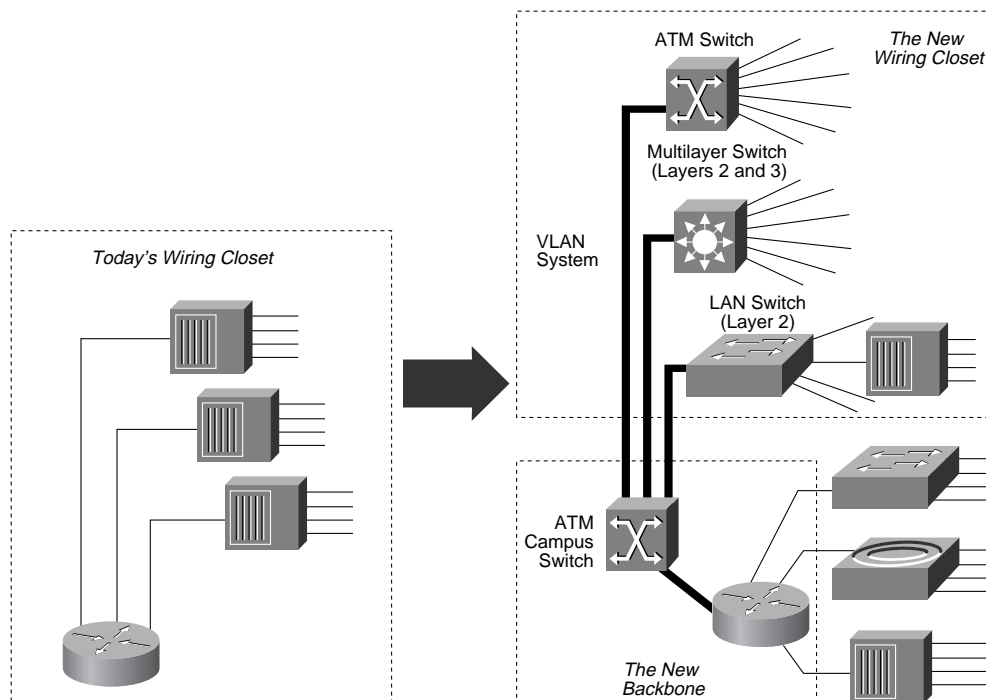 Today's Wiring Closet
ATM Switch
The New
Wiring Closet
Multilayer Switch
(Layers 2 and 3)
VLAN
System
LAN Switch
(Layer 2)
ATM
Campus
Switch
The New
Backbone